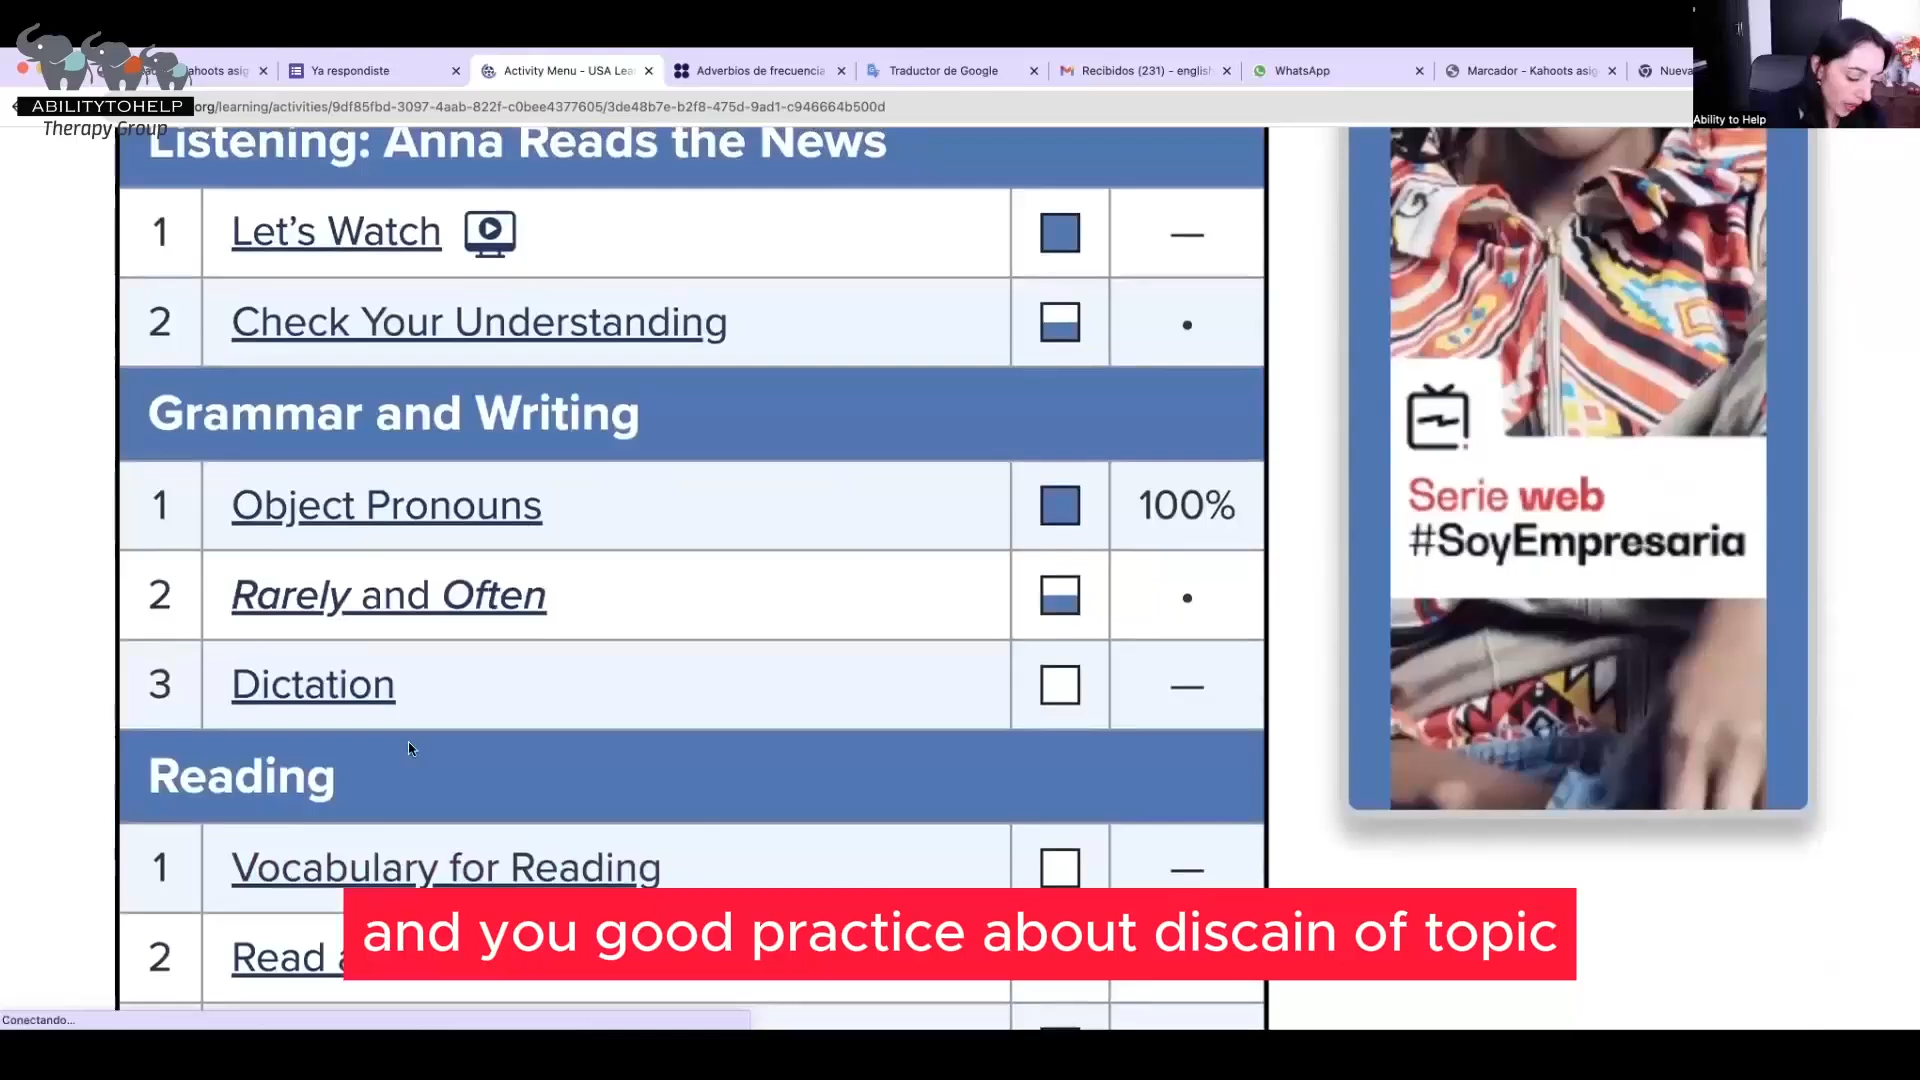 ahoots asig
Ya respondiste
Activity Menu - USA Lea
Adverbios de frecuencia
Traductor de Google
Recibidos (231) - english
WhatsApp
Marcador - Kahoots asig
Nueva
ABILITYTOHELP
Therapy Group
org/learning/activities/9df85fbd-3097-4aab-822f-c0bee4377605/3de48b7e-b2f8-475d-9ad1-c946664b500d
Ability to Help
Listening: Anna Reads the News
1 Let's Watch —
2 Check Your Understanding •
Grammar and Writing
1 Object Pronouns 100%
2 Rarely and Often •
3 Dictation —
Reading
1 Vocabulary for Reading —
2 Read
Serie web
#SoyEmpresaria
and you good practice about discain of topic
Conectando...